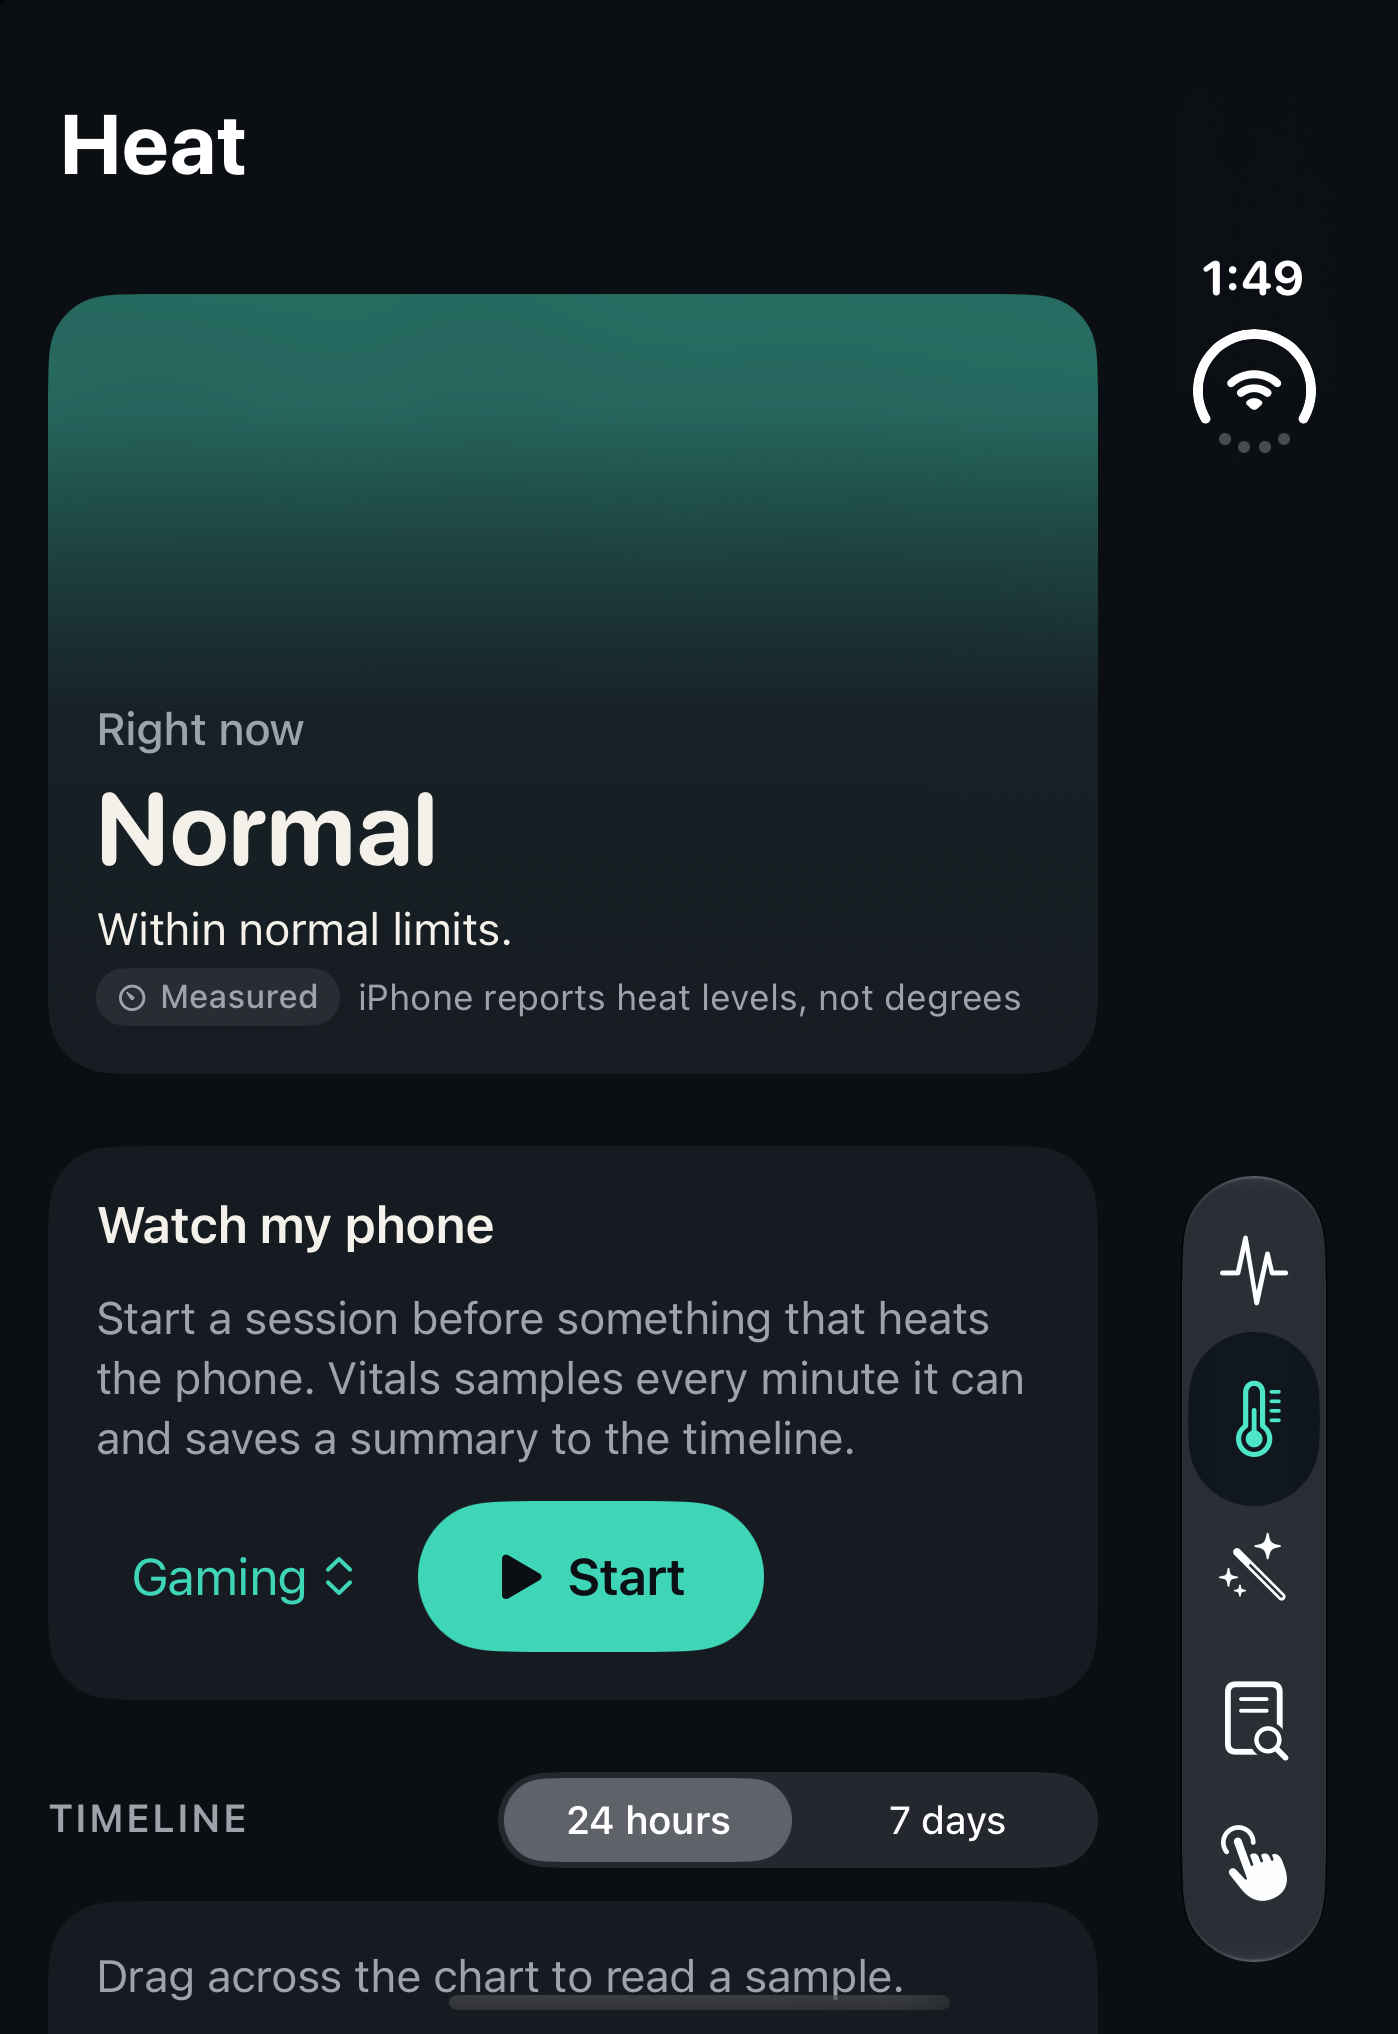 Heat
1:49
Right now
Normal
Within normal limits.
Measured iPhone reports heat levels, not degrees
Watch my phone
Start a session before something that heats
the phone. Vitals samples every minute it can
and saves a summary to the timeline.
Gaming Start
TIMELINE 24 hours 7 days
Drag across the chart to read a sample.